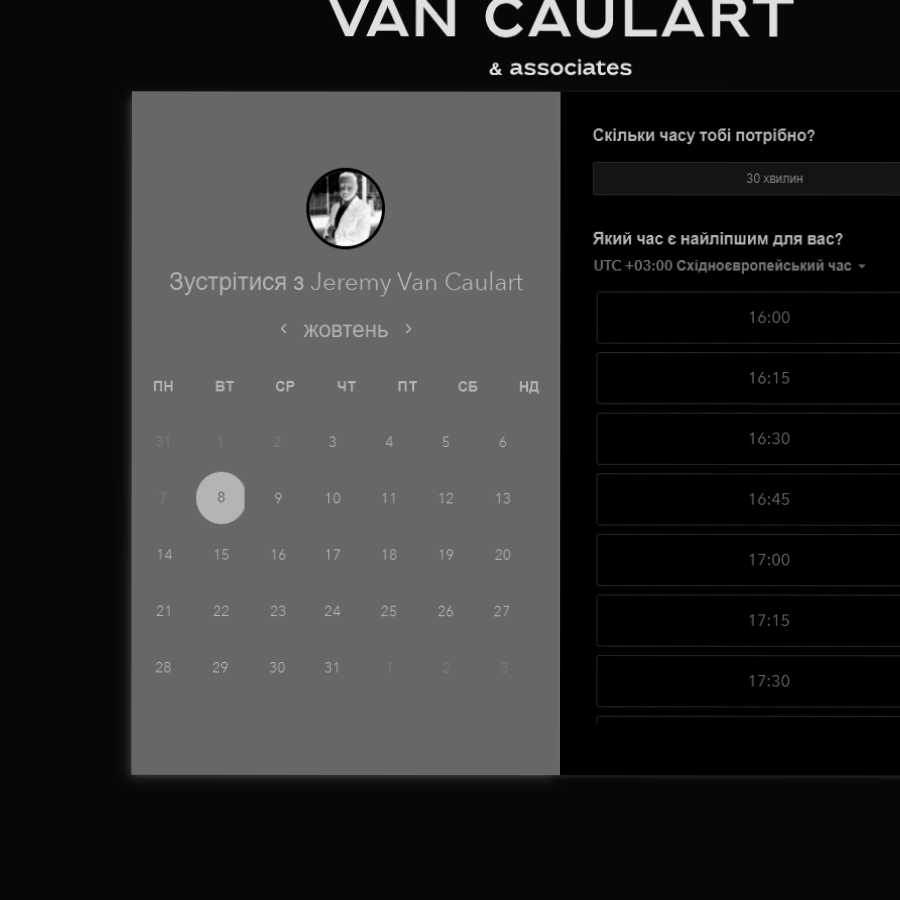 VAN CAULART
& associates
Зустрітися з Jeremy Van Caulart
жовтень
ПН ВТ СР ЧТ ПТ СБ НД
31 1 2 3 4 5 6
7 8 9 10 11 12 13
14 15 16 17 18 19 20
21 22 23 24 25 26 27
28 29 30 31 1 2 3
Скільки часу тобі потрібно?
30 хвилин
Який час є найліпшим для вас?
UTC +03:00 Східноєвропейський час
16:00
16:15
16:30
16:45
17:00
17:15
17:30